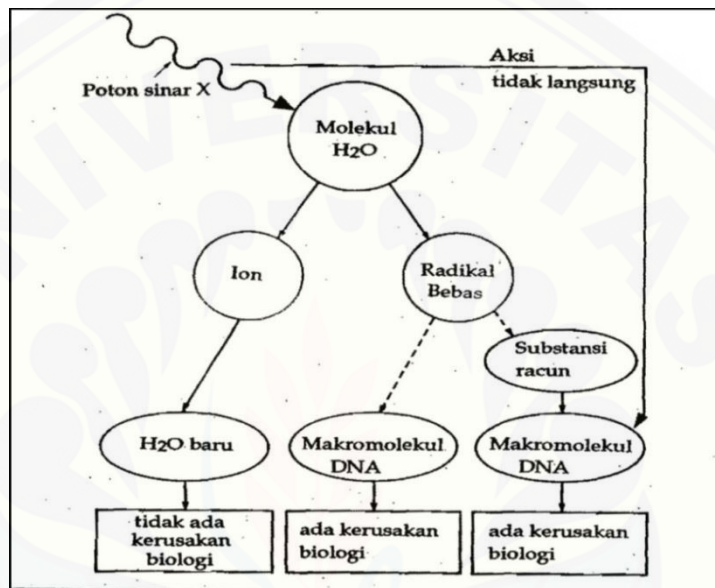 Aksi
tidak langsung
Poton sinar X
Molekul
H2O
Ion
Radikal
Bebas
Substansi
racun
H2O baru
Makromolekul
DNA
Makromolekul
DNA
tidak ada
kerusakan
biologi
ada kerusakan
biologi
ada kerusakan
biologi
UNIVERSITAS